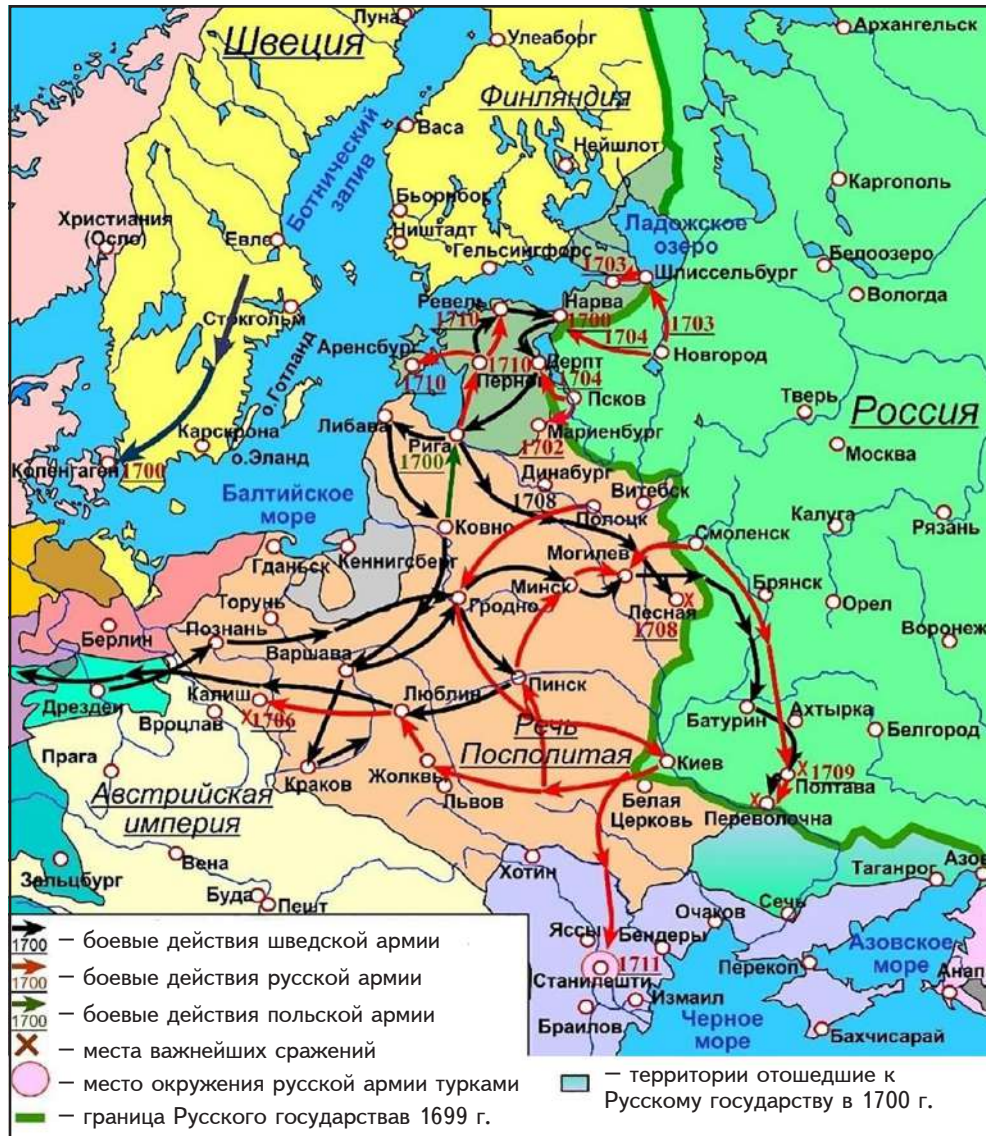 Луна
Архангельск
Швеция
Улеаборг
Финляндия
Васа
Нейшлот
Ботнический
залив
Каргополь
Христиания
(Осло)
Евле
Бьорнборг
Ништадт
Гельсингфорс
Ладожское
озеро
Белоозеро
1703
Шлиссельбург
Вологда
Стокгольм
Ревель
1710
Нарва
1700
1704
1703
Новгород
о.Готланд
Аренсбург
1710
1710
Пернов
Дерпт
1704
Псков
Тверь
Россия
Либава
Карскрона
Мариенбург
1702
Рига
1700
Москва
Копенгаген
1700
о.Эланд
Динабург
1708
Витебск
Балтийское
море
Полоцк
Калуга
Рязань
Ковно
Смоленск
Гданьск
Кеннигсберг
Могилев
Минск
Брянск
Торунь
Гродно
Лесная
1708
Орел
Берлин
Познань
Воронеж
Варшава
Дрезден
Калиш
1706
Люблин
Пинск
Вроцлав
Батурин
Ахтырка
Белгород
Речь
Посполитая
Прага
Краков
Жолквы
Львов
Киев
1709
Полтава
Австрийская
империя
Белая
Церковь
Переволочна
Вена
Зальцбург
Хотин
Таганрог
Азов
Буда
Пешт
Сечь
Очаков
Яссы
Бендеры
Азовское
море
1711
Станилешти
Перекоп
Анап
Измаил
Браилов
Черное
море
Бахчисарай
1700 – боевые действия шведской армии
1700 – боевые действия русской армии
1700 – боевые действия польской армии
– места важнейших сражений
– место окружения русской армии турками
– граница Русского государствав 1699 г.
– территории отошедшие к
Русскому государству в 1700 г.